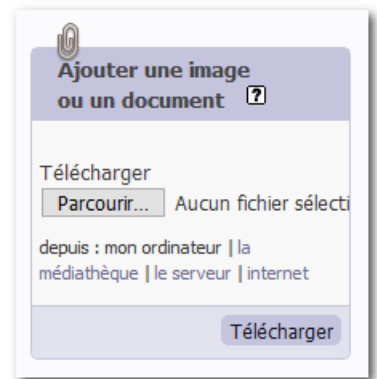 Ajouter une image
ou un document ?
Télécharger
Parcourir... Aucun fichier sélecti
depuis : mon ordinateur | la
médiathèque | le serveur | internet
Télécharger